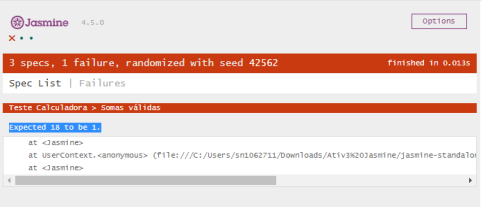 Jasmine 4.5.0
Options
3 specs, 1 failure, randomized with seed 42562
finished in 0.013s
Spec List | Failures
Teste Calculadora > Somas válidas
Expected 18 to be 1.
at <Jasmine>
at UserContext.<anonymous> (file:///C:/Users/sn1062711/Downloads/Ativ3%20Jasmine/jasmine-standalon
at <Jasmine>